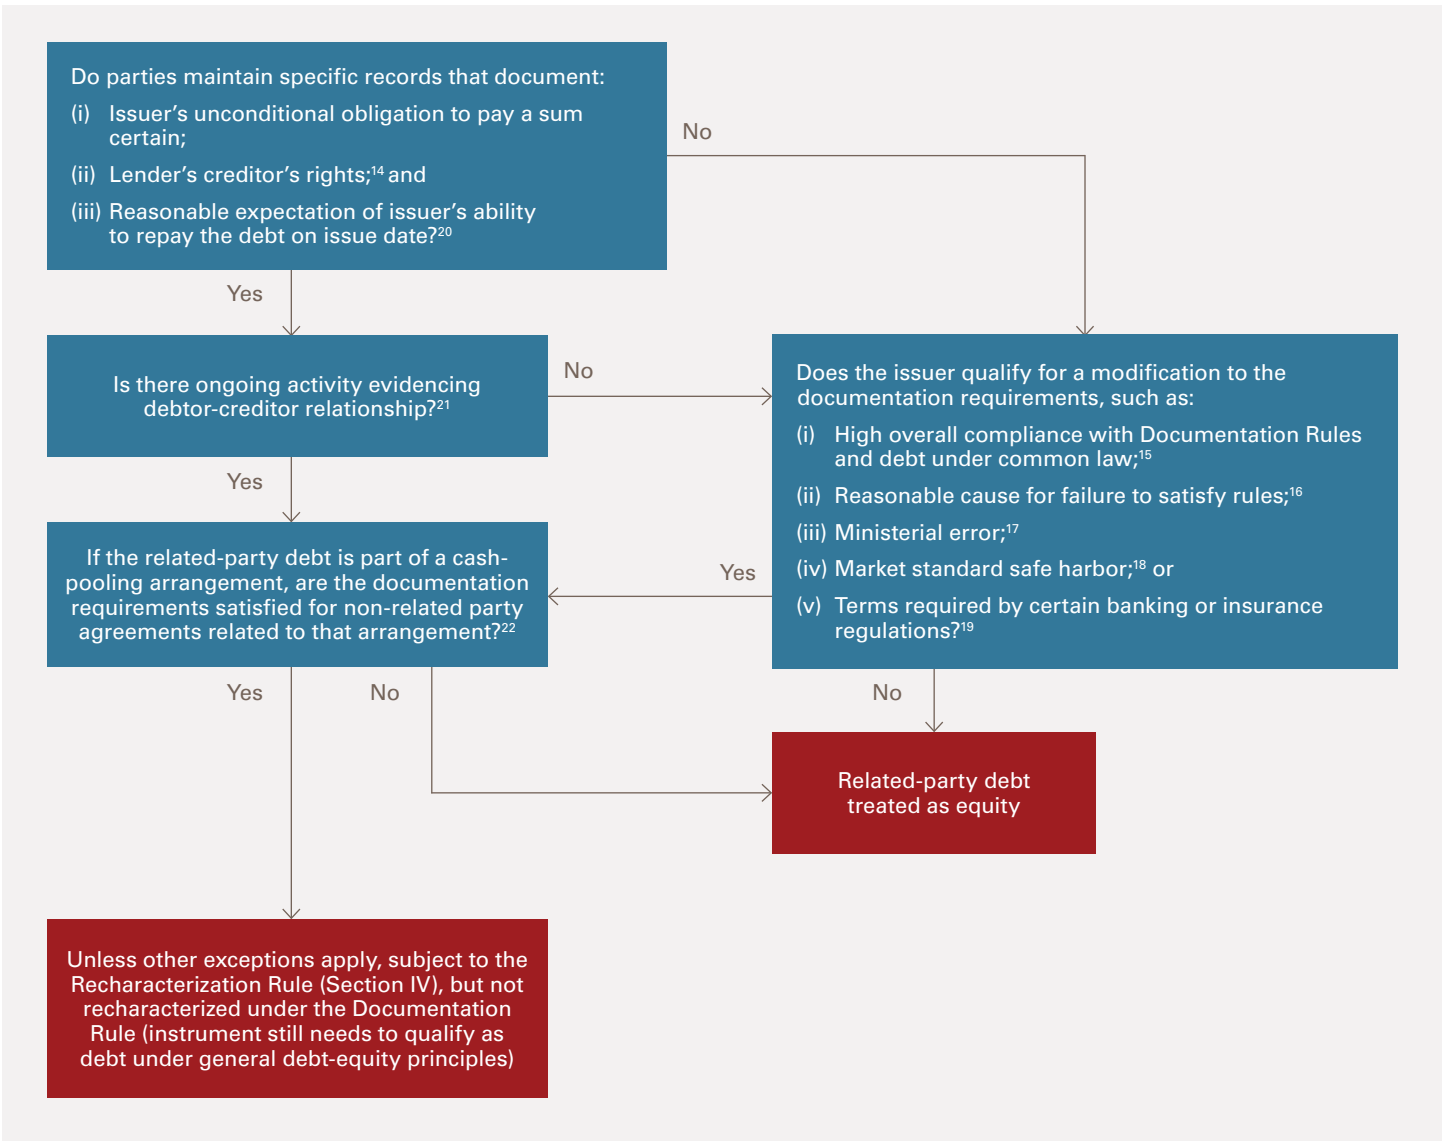 Do parties maintain specific records that document:
(i) Issuer’s unconditional obligation to pay a sum
certain;
(ii) Lender’s creditor’s rights;14 and
(iii) Reasonable expectation of issuer’s ability
to repay the debt on issue date?20
No
Yes
Is there ongoing activity evidencing
debtor-creditor relationship?21
No
Does the issuer qualify for a modification to the
documentation requirements, such as:
(i) High overall compliance with Documentation Rules
and debt under common law;15
(ii) Reasonable cause for failure to satisfy rules;16
(iii) Ministerial error;17
(iv) Market standard safe harbor;18 or
(v) Terms required by certain banking or insurance
regulations?19
Yes
If the related-party debt is part of a cash-
pooling arrangement, are the documentation
requirements satisfied for non-related party
agreements related to that arrangement?22
Yes
Yes
No
No
Related-party debt
treated as equity
Unless other exceptions apply, subject to the
Recharacterization Rule (Section IV), but not
recharacterized under the Documentation
Rule (instrument still needs to qualify as
debt under general debt-equity principles)